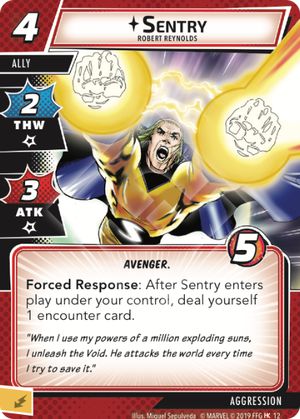 4
SENTRY
ROBERT REYNOLDS
ALLY
2
THW
3
ATK
5
AVENGER.
Forced Response: After Sentry enters
play under your control, deal yourself
1 encounter card.
"When I use my powers of a million exploding suns,
I unleash the Void. He attacks the world every time
I try to save it."
AGGRESSION
Illus. Miguel Sepulveda © MARVEL © 2019 FFG HK 12